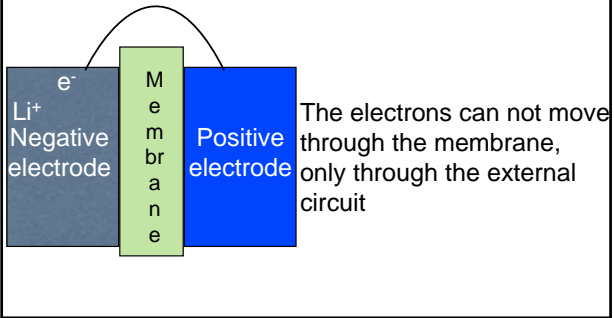 e⁻
Li⁺
Negative
electrode
M
e
m
br
a
n
e
Positive
electrode
The electrons can not move
through the membrane,
only through the external
circuit